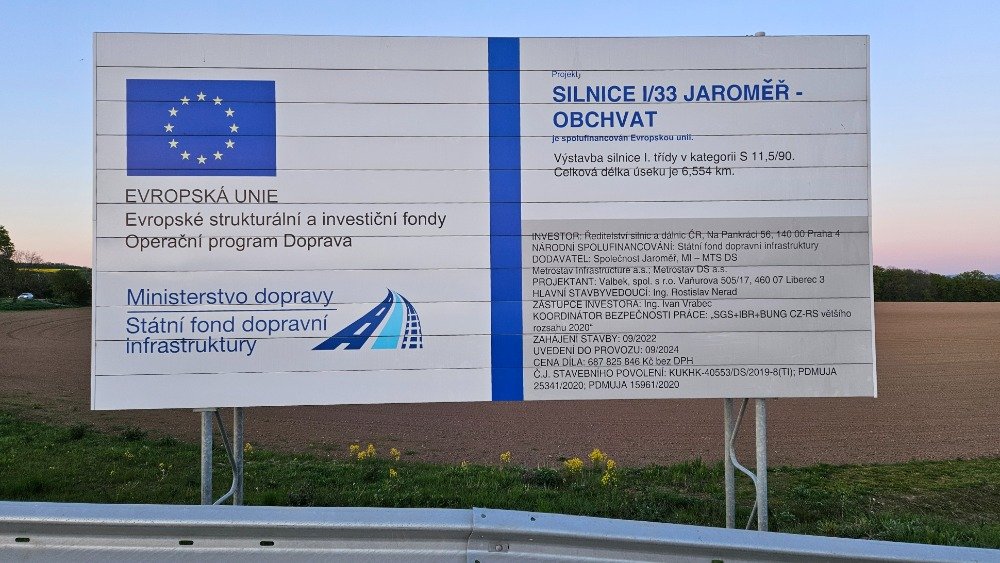 EVROPSKÁ UNIE
Evropské strukturální a investiční fondy
Operační program Doprava
Ministerstvo dopravy
Státní fond dopravní
infrastruktury
Projekt:
SILNICE I/33 JAROMĚŘ -
OBCHVAT
je spolufinancován Evropskou unií.
Výstavba silnice I. třídy v kategorii S 11,5/90.
Celková délka úseku je 6,554 km.
INVESTOR: Ředitelství silnic a dálnic ČR, Na Pankráci 56, 140 00 Praha 4
NÁRODNÍ SPOLUFINANCOVÁNÍ: Státní fond dopravní infrastruktury
DODAVATEL: Společnost Jaroměř, MI – MTS DS
Metrostav Infrastructure a.s.; Metrostav DS a.s.
PROJEKTANT: Valbek, spol. s r.o. Vaňurova 505/17, 460 07 Liberec 3
HLAVNÍ STAVBYVEDOUCÍ: Ing. Rostislav Nerad
ZÁSTUPCE INVESTORA: Ing. Ivan Vrabec
KOORDINÁTOR BEZPEČNOSTI PRÁCE: „SGS+IBR+BUNG CZ-RS většího
rozsahu 2020“
ZAHÁJENÍ STAVBY: 09/2022
UVEDENÍ DO PROVOZU: 09/2024
CENA DÍLA: 687 825 846 Kč bez DPH
Č.J. STAVEBNÍHO POVOLENÍ: KUKHK-40553/DS/2019-8(TI); PDMUJA
25341/2020; PDMUJA 15961/2020